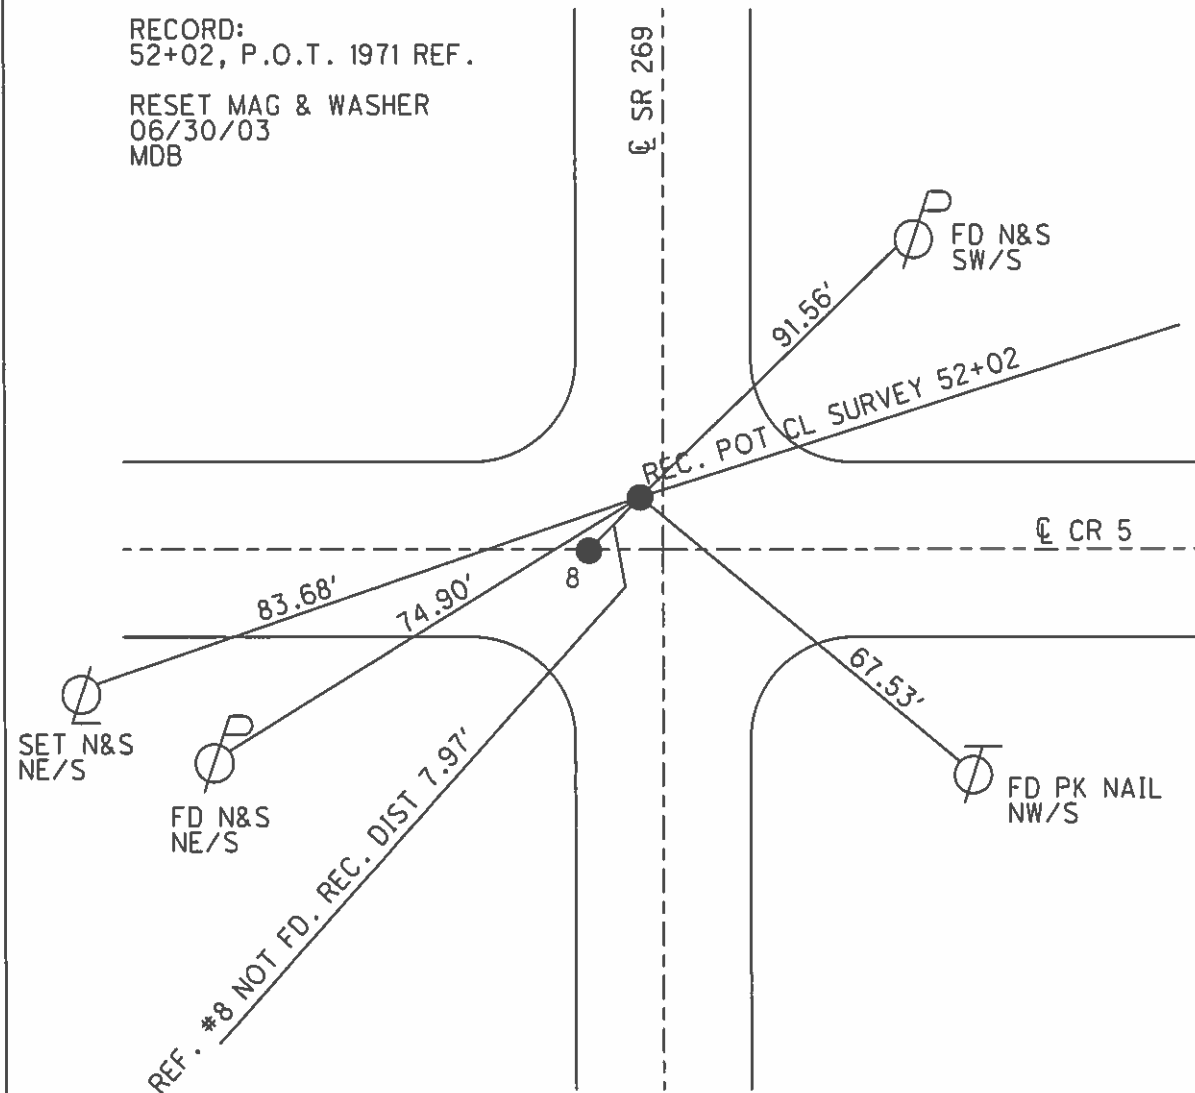 RECORD:
52+02, P.O.T. 1971 REF.
RESET MAG & WASHER
06/30/03
MDB
℄ SR 269
FD N&S
SW/S
91.56'
REC. POT CL SURVEY 52+02
℄ CR 5
8
83.68'
74.90'
67.53'
SET N&S
NE/S
FD N&S
NE/S
FD PK NAIL
NW/S
REF. #8 NOT FD. REC. DIST 7.97'